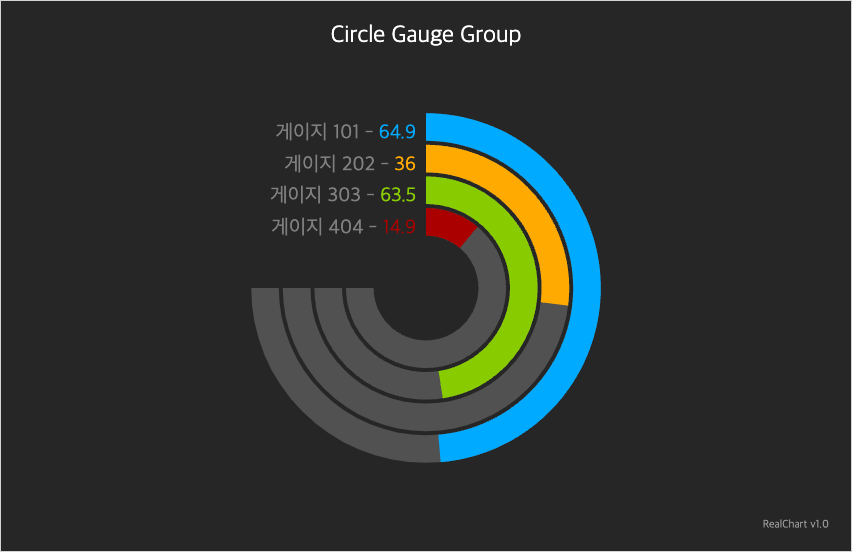 Circle Gauge Group
게이지 101 - 64.9
게이지 202 - 36
게이지 303 - 63.5
게이지 404 - 14.9
RealChart v1.0